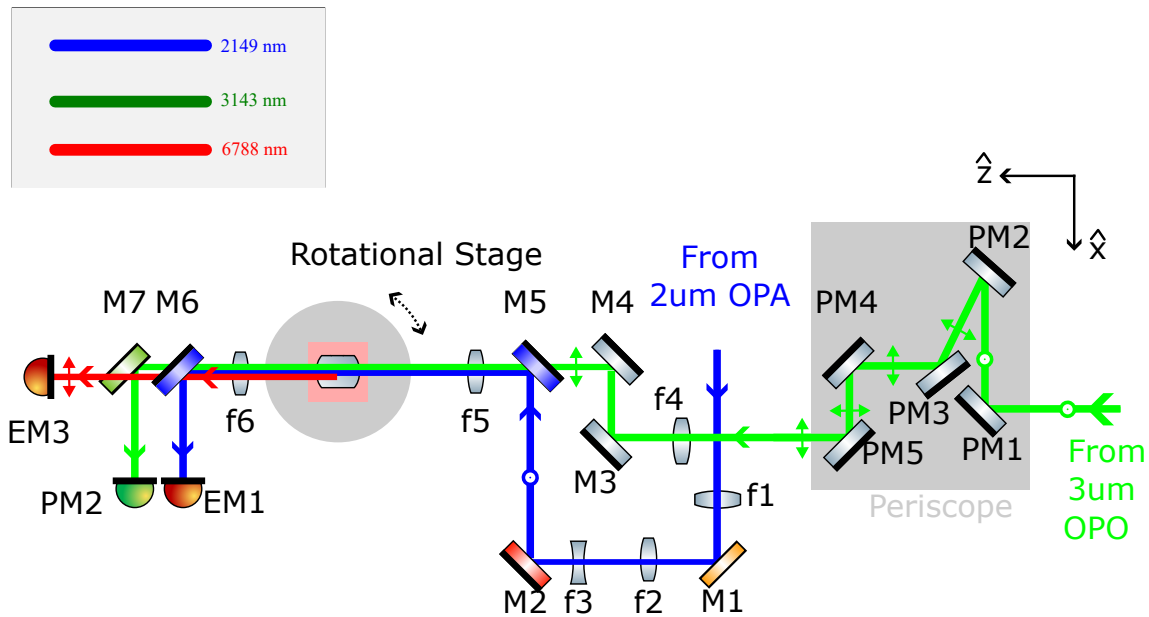 2149 nm
3143 nm
6788 nm
ẑ
x̂
PM2
Rotational Stage
From
2um OPA
M7
M6
M5
M4
PM4
f6
f5
f4
PM3
EM3
PM2
EM1
M3
PM5
PM1
f1
Periscope
From
3um
OPO
M2
f3
f2
M1